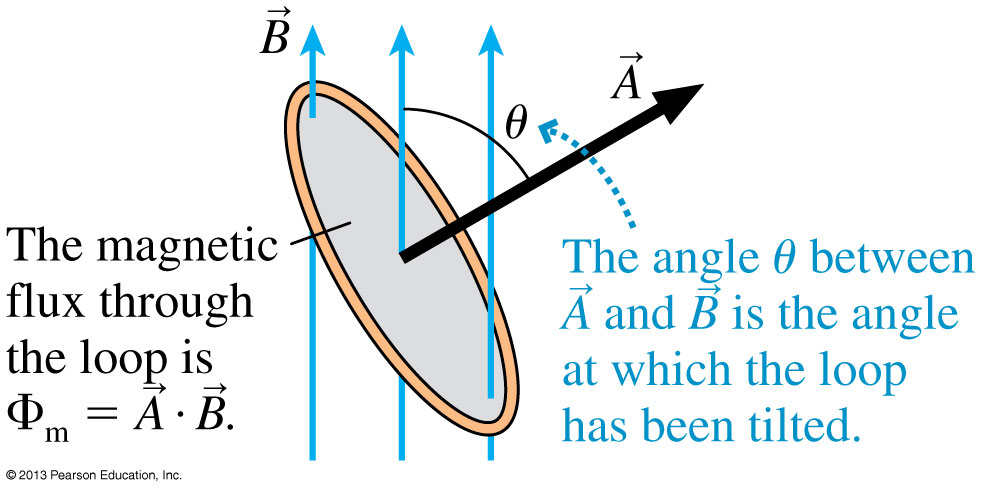 B⃗
A⃗
θ
The magnetic
flux through
the loop is
Φₘ = A⃗ · B⃗.
The angle θ between
A⃗ and B⃗ is the angle
at which the loop
has been tilted.
© 2013 Pearson Education, Inc.